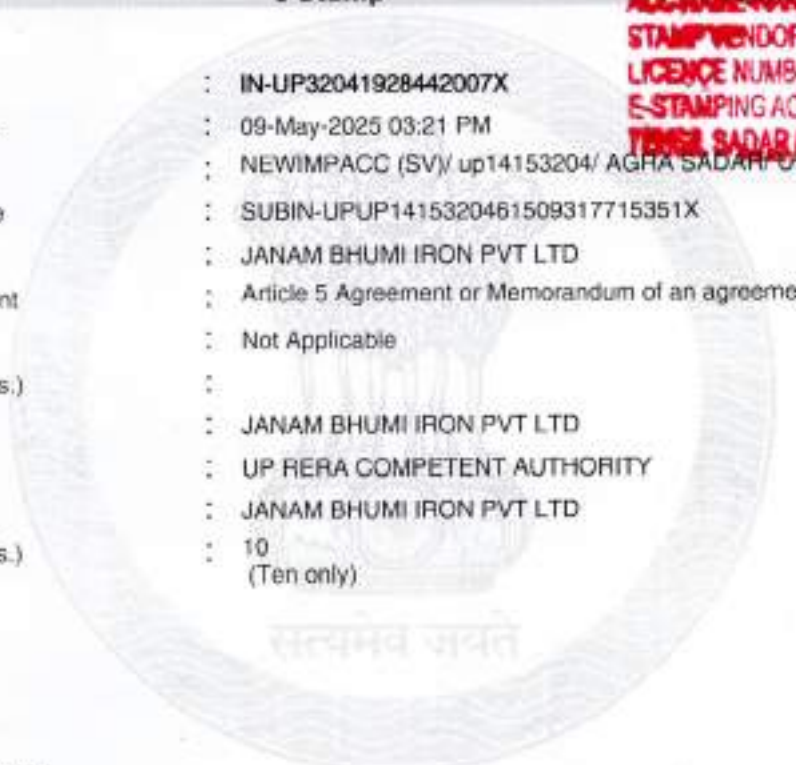 STAMP VENDOR
LICENCE NUMB
E-STAMPING AC
TEHSIL SADAR
: IN-UP32041928442007X
: 09-May-2025 03:21 PM
: NEWIMPACC (SV)/ up14153204/ AGRA SADAR/ U
e : SUBIN-UPUP1415320461509317715351X
: JANAM BHUMI IRON PVT LTD
nt : Article 5 Agreement or Memorandum of an agreeme
: Not Applicable
s.) :
: JANAM BHUMI IRON PVT LTD
: UP RERA COMPETENT AUTHORITY
: JANAM BHUMI IRON PVT LTD
s.) : 10
(Ten only)
सत्यमेव जयते